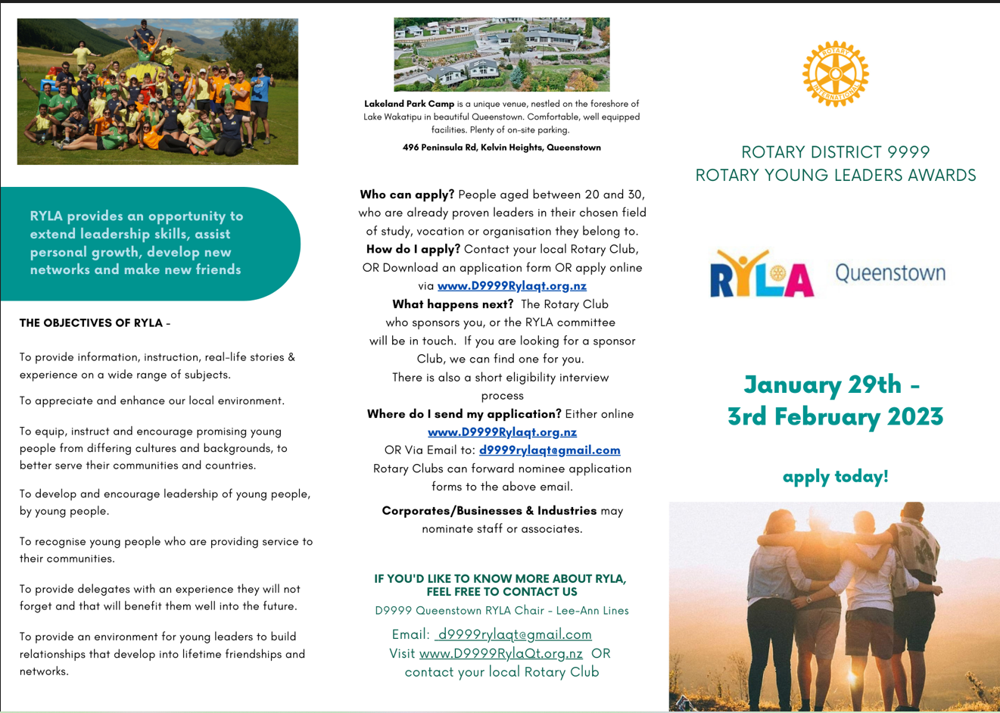 RYLA provides an opportunity to
extend leadership skills, assist
personal growth, develop new
networks and make new friends
THE OBJECTIVES OF RYLA -
To provide information, instruction, real-life stories &
experience on a wide range of subjects.
To appreciate and enhance our local environment.
To equip, instruct and encourage promising young
people from differing cultures and backgrounds, to
better serve their communities and countries.
To develop and encourage leadership of young people,
by young people.
To recognise young people who are providing service to
their communities.
To provide delegates with an experience they will not
forget and that will benefit them well into the future.
To provide an environment for young leaders to build
relationships that develop into lifetime friendships and
networks.
Lakeland Park Camp is a unique venue, nestled on the foreshore of
Lake Wakatipu in beautiful Queenstown. Comfortable, well equipped
facilities. Plenty of on-site parking.
496 Peninsula Rd, Kelvin Heights, Queenstown
Who can apply? People aged between 20 and 30,
who are already proven leaders in their chosen field
of study, vocation or organisation they belong to.
How do I apply? Contact your local Rotary Club,
OR Download an application form OR apply online
via www.D9999Rylaqt.org.nz
What happens next? The Rotary Club
who sponsors you, or the RYLA committee
will be in touch. If you are looking for a sponsor
Club, we can find one for you.
There is also a short eligibility interview
process
Where do I send my application? Either online
www.D9999Rylaqt.org.nz
OR Via Email to: d9999rylaqt@gmail.com
Rotary Clubs can forward nominee application
forms to the above email.
Corporates/Businesses & Industries may
nominate staff or associates.
IF YOU'D LIKE TO KNOW MORE ABOUT RYLA,
FEEL FREE TO CONTACT US
D9999 Queenstown RYLA Chair - Lee-Ann Lines
Email: d9999rylaqt@gmail.com
Visit www.D9999RylaQt.org.nz OR
contact your local Rotary Club
ROTARY
INTERNATIONAL
ROTARY DISTRICT 9999
ROTARY YOUNG LEADERS AWARDS
RYLA Queenstown
January 29th -
3rd February 2023
apply today!